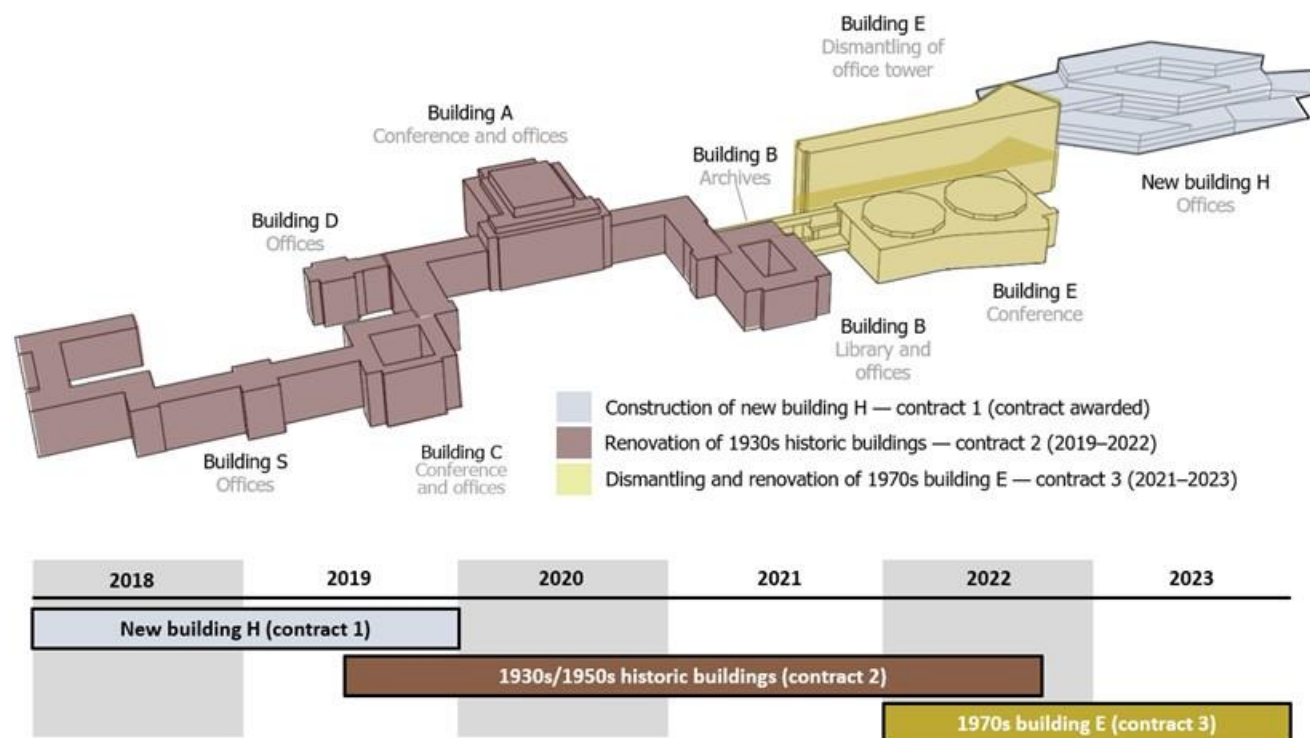 Building E
Dismantling of
office tower
Building A
Conference and offices
Building B
Archives
New building H
Offices
Building D
Offices
Building E
Conference
Building B
Library and
offices
Construction of new building H — contract 1 (contract awarded)
Renovation of 1930s historic buildings — contract 2 (2019–2022)
Dismantling and renovation of 1970s building E — contract 3 (2021–2023)
Building S
Offices
Building C
Conference
and offices
2018 2019 2020 2021 2022 2023
New building H (contract 1)
1930s/1950s historic buildings (contract 2)
1970s building E (contract 3)